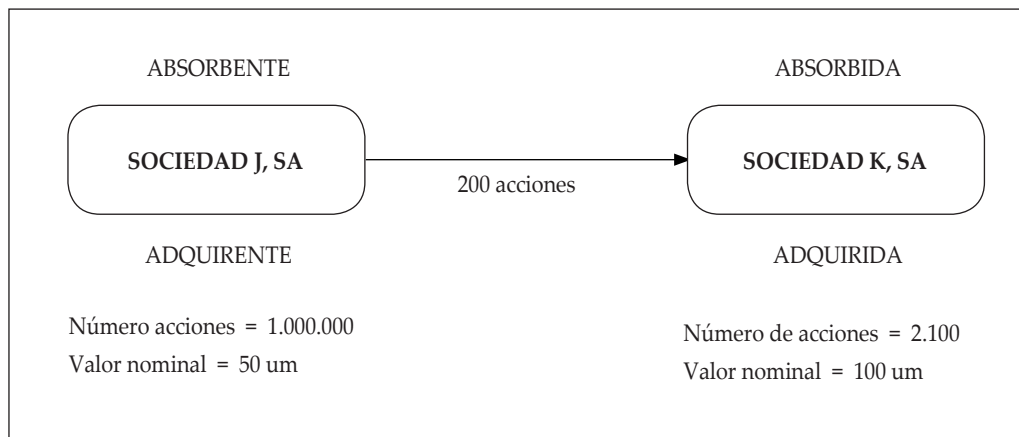 ABSORBENTE
SOCIEDAD J, SA
ADQUIRENTE
Número acciones = 1.000.000
Valor nominal = 50 um
200 acciones
ABSORBIDA
SOCIEDAD K, SA
ADQUIRIDA
Número de acciones = 2.100
Valor nominal = 100 um